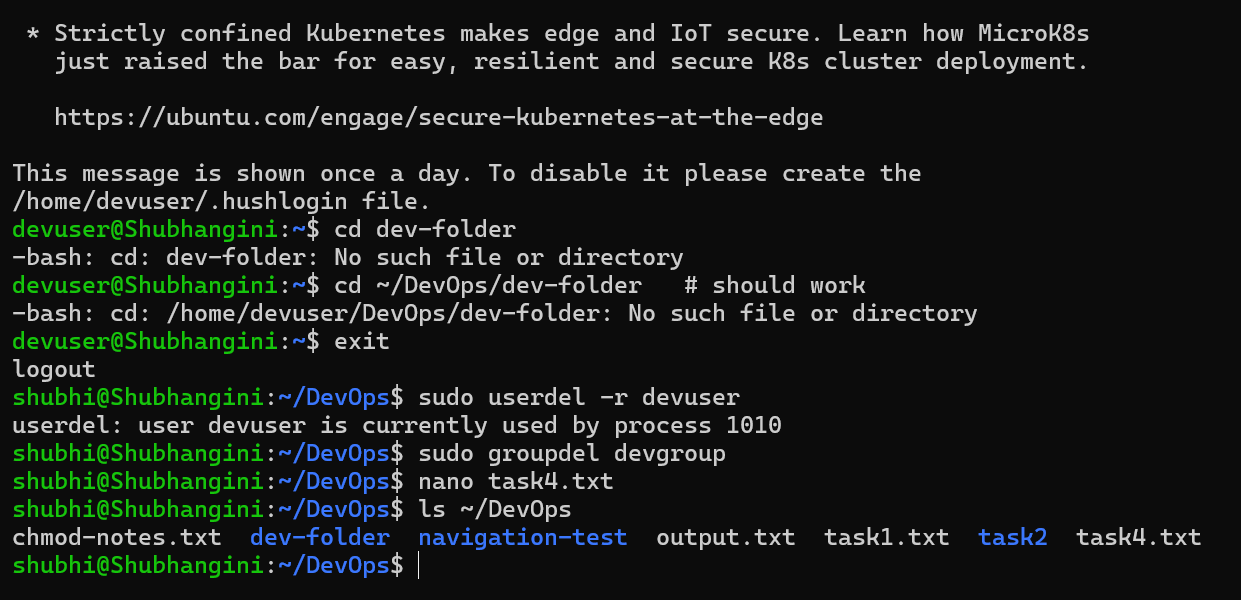 * Strictly confined Kubernetes makes edge and IoT secure. Learn how MicroK8s
just raised the bar for easy, resilient and secure K8s cluster deployment.
https://ubuntu.com/engage/secure-kubernetes-at-the-edge
This message is shown once a day. To disable it please create the
/home/devuser/.hushlogin file.
devuser@Shubhangini:~$ cd dev-folder
-bash: cd: dev-folder: No such file or directory
devuser@Shubhangini:~$ cd ~/DevOps/dev-folder   # should work
-bash: cd: /home/devuser/DevOps/dev-folder: No such file or directory
devuser@Shubhangini:~$ exit
logout
shubhi@Shubhangini:~/DevOps$ sudo userdel -r devuser
userdel: user devuser is currently used by process 1010
shubhi@Shubhangini:~/DevOps$ sudo groupdel devgroup
shubhi@Shubhangini:~/DevOps$ nano task4.txt
shubhi@Shubhangini:~/DevOps$ ls ~/DevOps
chmod-notes.txt  dev-folder  navigation-test  output.txt  task1.txt  task2  task4.txt
shubhi@Shubhangini:~/DevOps$